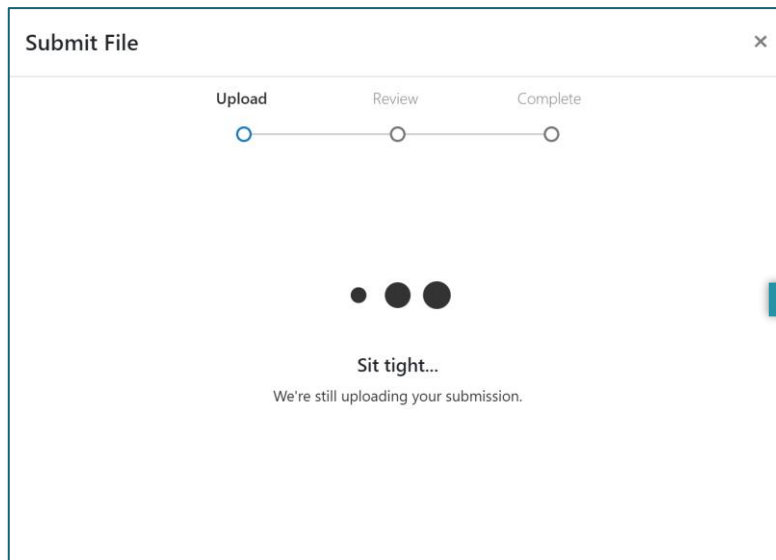 Submit File
Upload Review Complete
Sit tight...
We're still uploading your submission.